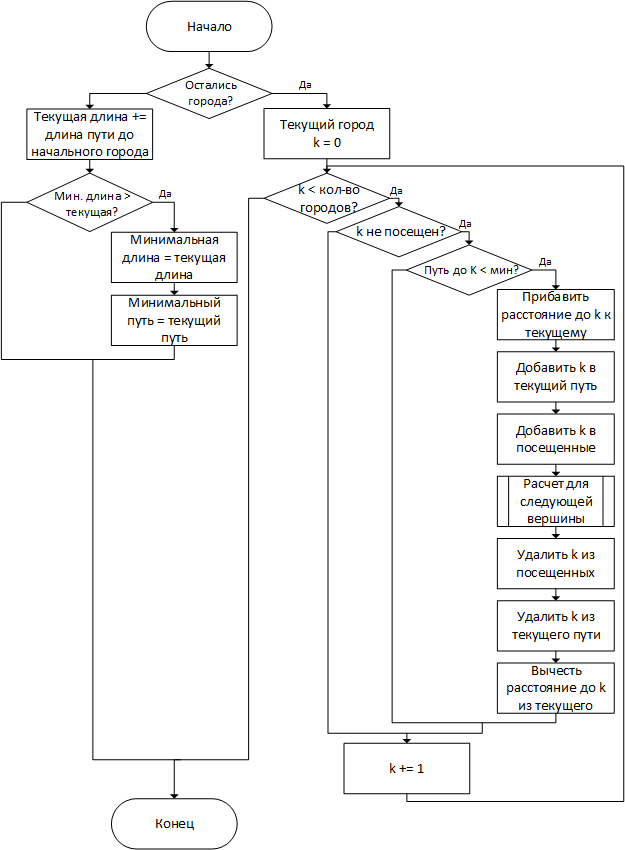 Начало
Остались
города?
Да
Текущая длина +=
длина пути до
начального города
Мин. длина >
текущая?
Да
Минимальная
длина = текущая
длина
Минимальный
путь = текущий
путь
Текущий город
k = 0
k < кол-во
городов?
Да
k не посещен?
Да
Путь до K < мин?
Да
Прибавить
расстояние до k к
текущему
Добавить k в
текущий путь
Добавить k в
посещенные
Расчет для
следующей
вершины
Удалить k из
посещенных
Удалить k из
текущего пути
Вычесть
расстояние до k
из текущего
k += 1
Конец